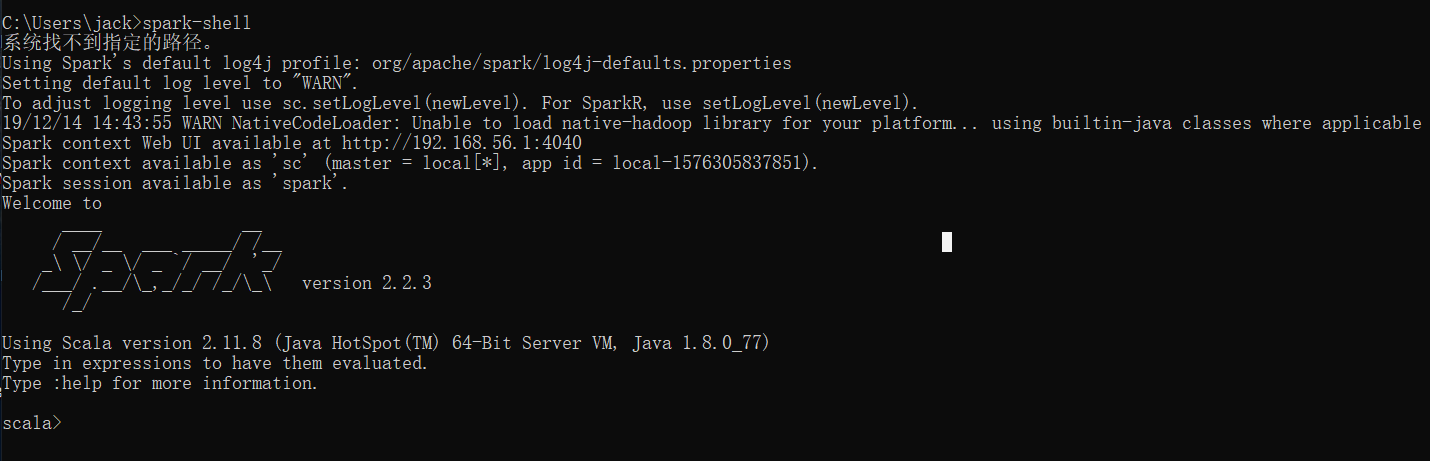 C:\Users\jack>spark-shell
系统找不到指定的路径。
Using Spark's default log4j profile: org/apache/spark/log4j-defaults.properties
Setting default log level to "WARN".
To adjust logging level use sc.setLogLevel(newLevel). For SparkR, use setLogLevel(newLevel).
19/12/14 14:43:55 WARN NativeCodeLoader: Unable to load native-hadoop library for your platform... using builtin-java classes where applicable
Spark context Web UI available at http://192.168.56.1:4040
Spark context available as 'sc' (master = local[*], app id = local-1576305837851).
Spark session available as 'spark'.
Welcome to
      ____              __
     / __/__  ___ _____/ /__
    _\ \/ _ \/ _ `/ __/  '_/
   /___/ .__/\_,_/_/ /_/\_\   version 2.2.3
      /_/
Using Scala version 2.11.8 (Java HotSpot(TM) 64-Bit Server VM, Java 1.8.0_77)
Type in expressions to have them evaluated.
Type :help for more information.
scala>